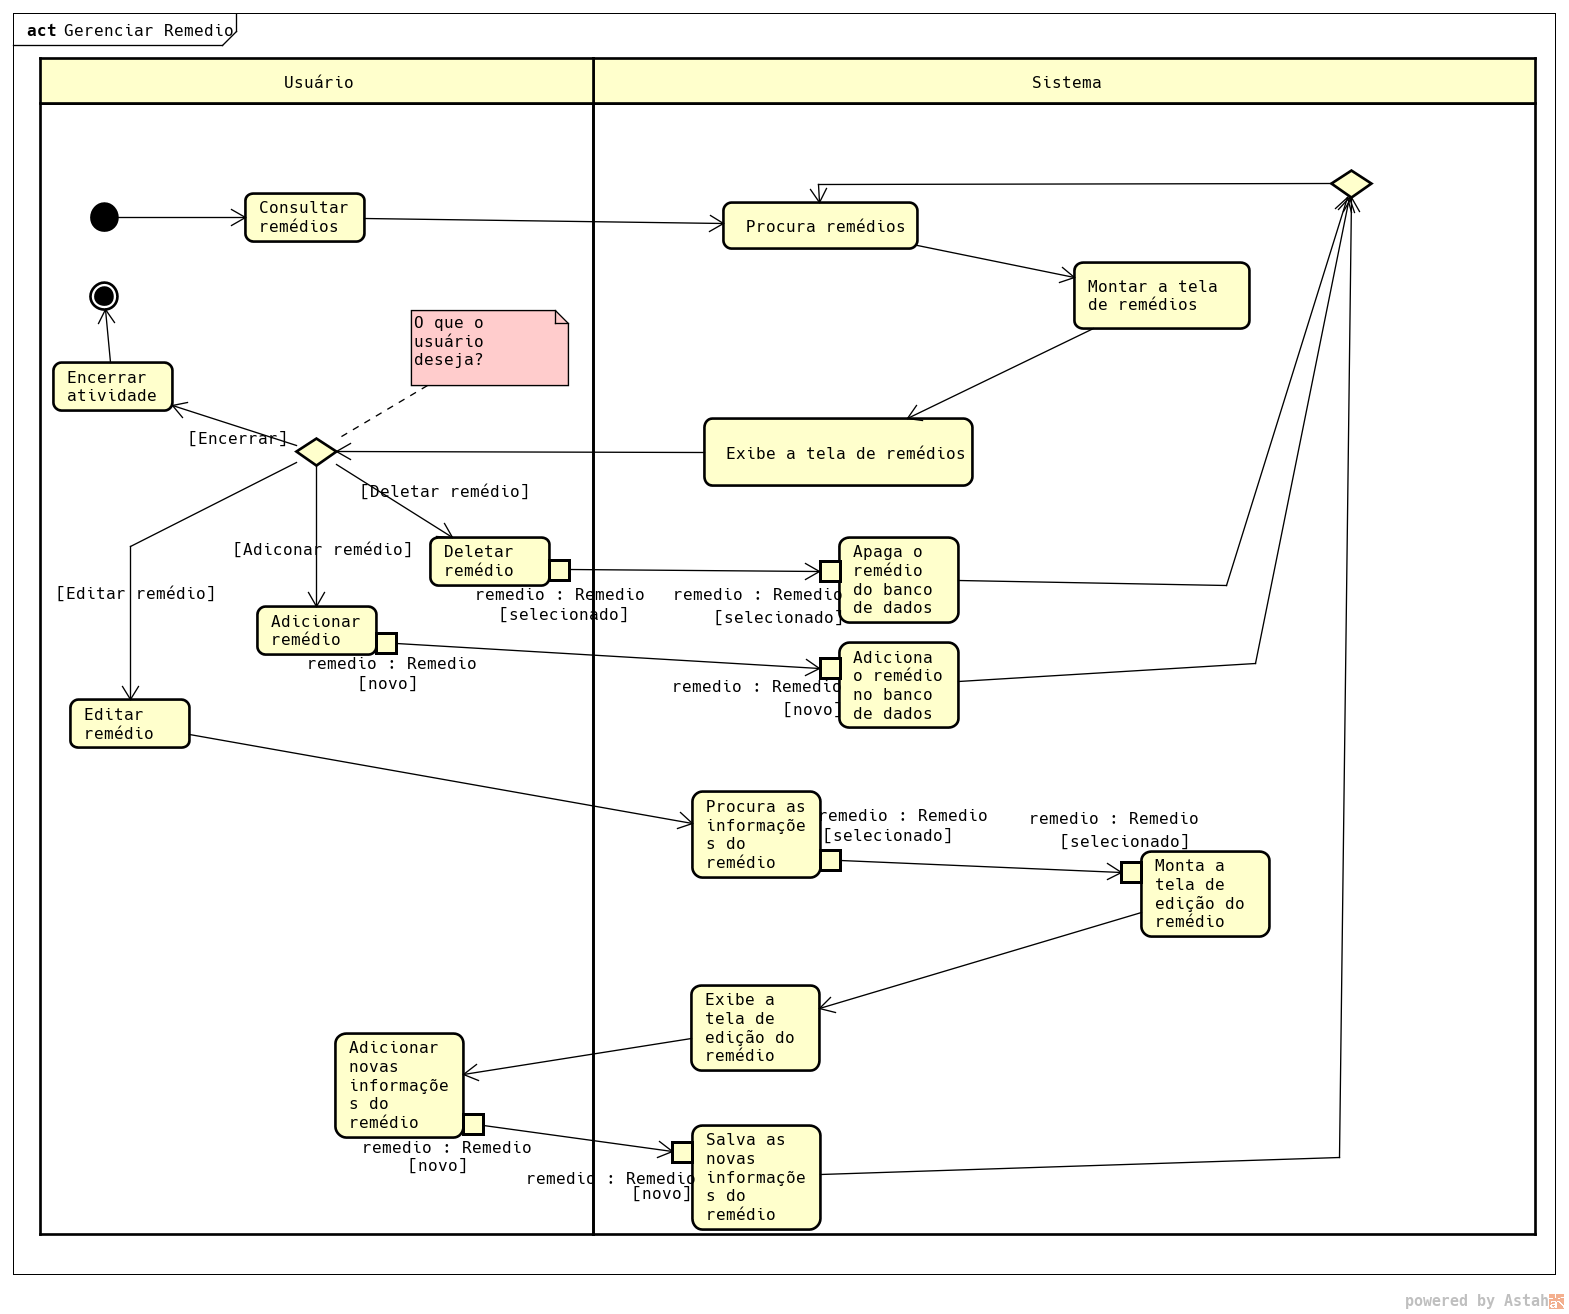 act Gerenciar Remedio
Usuário
Sistema
Consultar
remédios
Procura remédios
Montar a tela
de remédios
O que o
usuário
deseja?
Encerrar
atividade
[Encerrar]
Exibe a tela de remédios
[Deletar remédio]
Deletar
remédio
remedio : Remedio
[selecionado]
remedio : Remedio
[selecionado]
Apaga o
remédio
do banco
de dados
[Adiconar remédio]
[Editar remédio]
Adicionar
remédio
remedio : Remedio
[novo]
remedio : Remedio
[novo]
Adiciona
o remédio
no banco
de dados
Editar
remédio
Procura as
informaçõe
s do
remédio
remedio : Remedio
[selecionado]
remedio : Remedio
[selecionado]
Monta a
tela de
edição do
remédio
Exibe a
tela de
edição do
remédio
Adicionar
novas
informaçõe
s do
remédio
remedio : Remedio
[novo]
remedio : Remedio
[novo]
Salva as
novas
informaçõe
s do
remédio
powered by Astah